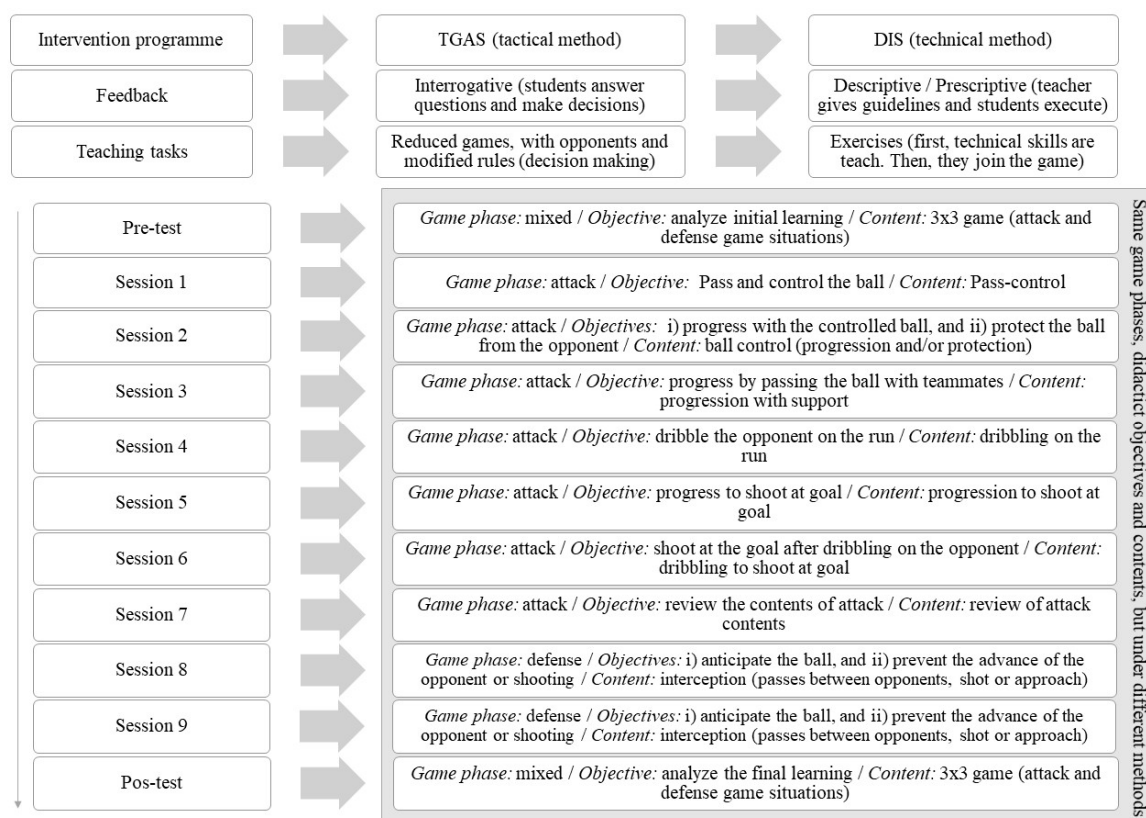 Intervention programme
TGAS (tactical method)
DIS (technical method)
Feedback
Interrogative (students answer
questions and make decisions)
Descriptive / Prescriptive (teacher
gives guidelines and students execute)
Teaching tasks
Reduced games, with opponents and
modified rules (decision making)
Exercises (first, technical skills are
teach. Then, they join the game)
Pre-test
Game phase: mixed / Objective: analyze initial learning / Content: 3x3 game (attack and
defense game situations)
Session 1
Game phase: attack / Objective: Pass and control the ball / Content: Pass-control
Session 2
Game phase: attack / Objectives: i) progress with the controlled ball, and ii) protect the ball
from the opponent / Content: ball control (progression and/or protection)
Session 3
Game phase: attack / Objective: progress by passing the ball with teammates / Content:
progression with support
Session 4
Game phase: attack / Objective: dribble the opponent on the run / Content: dribbling on the
run
Session 5
Game phase: attack / Objective: progress to shoot at goal / Content: progression to shoot at
goal
Session 6
Game phase: attack / Objective: shoot at the goal after dribbling on the opponent / Content:
dribbling to shoot at goal
Session 7
Game phase: attack / Objective: review the contents of attack / Content: review of attack
contents
Session 8
Game phase: defense / Objectives: i) anticipate the ball, and ii) prevent the advance of the
opponent or shooting / Content: interception (passes between opponents, shot or approach)
Session 9
Game phase: defense / Objectives: i) anticipate the ball, and ii) prevent the advance of the
opponent or shooting / Content: interception (passes between opponents, shot or approach)
Pos-test
Game phase: mixed / Objective: analyze the final learning / Content: 3x3 game (attack and
defense game situations)
Same game phases, didactict objectives and contents, but under different methods